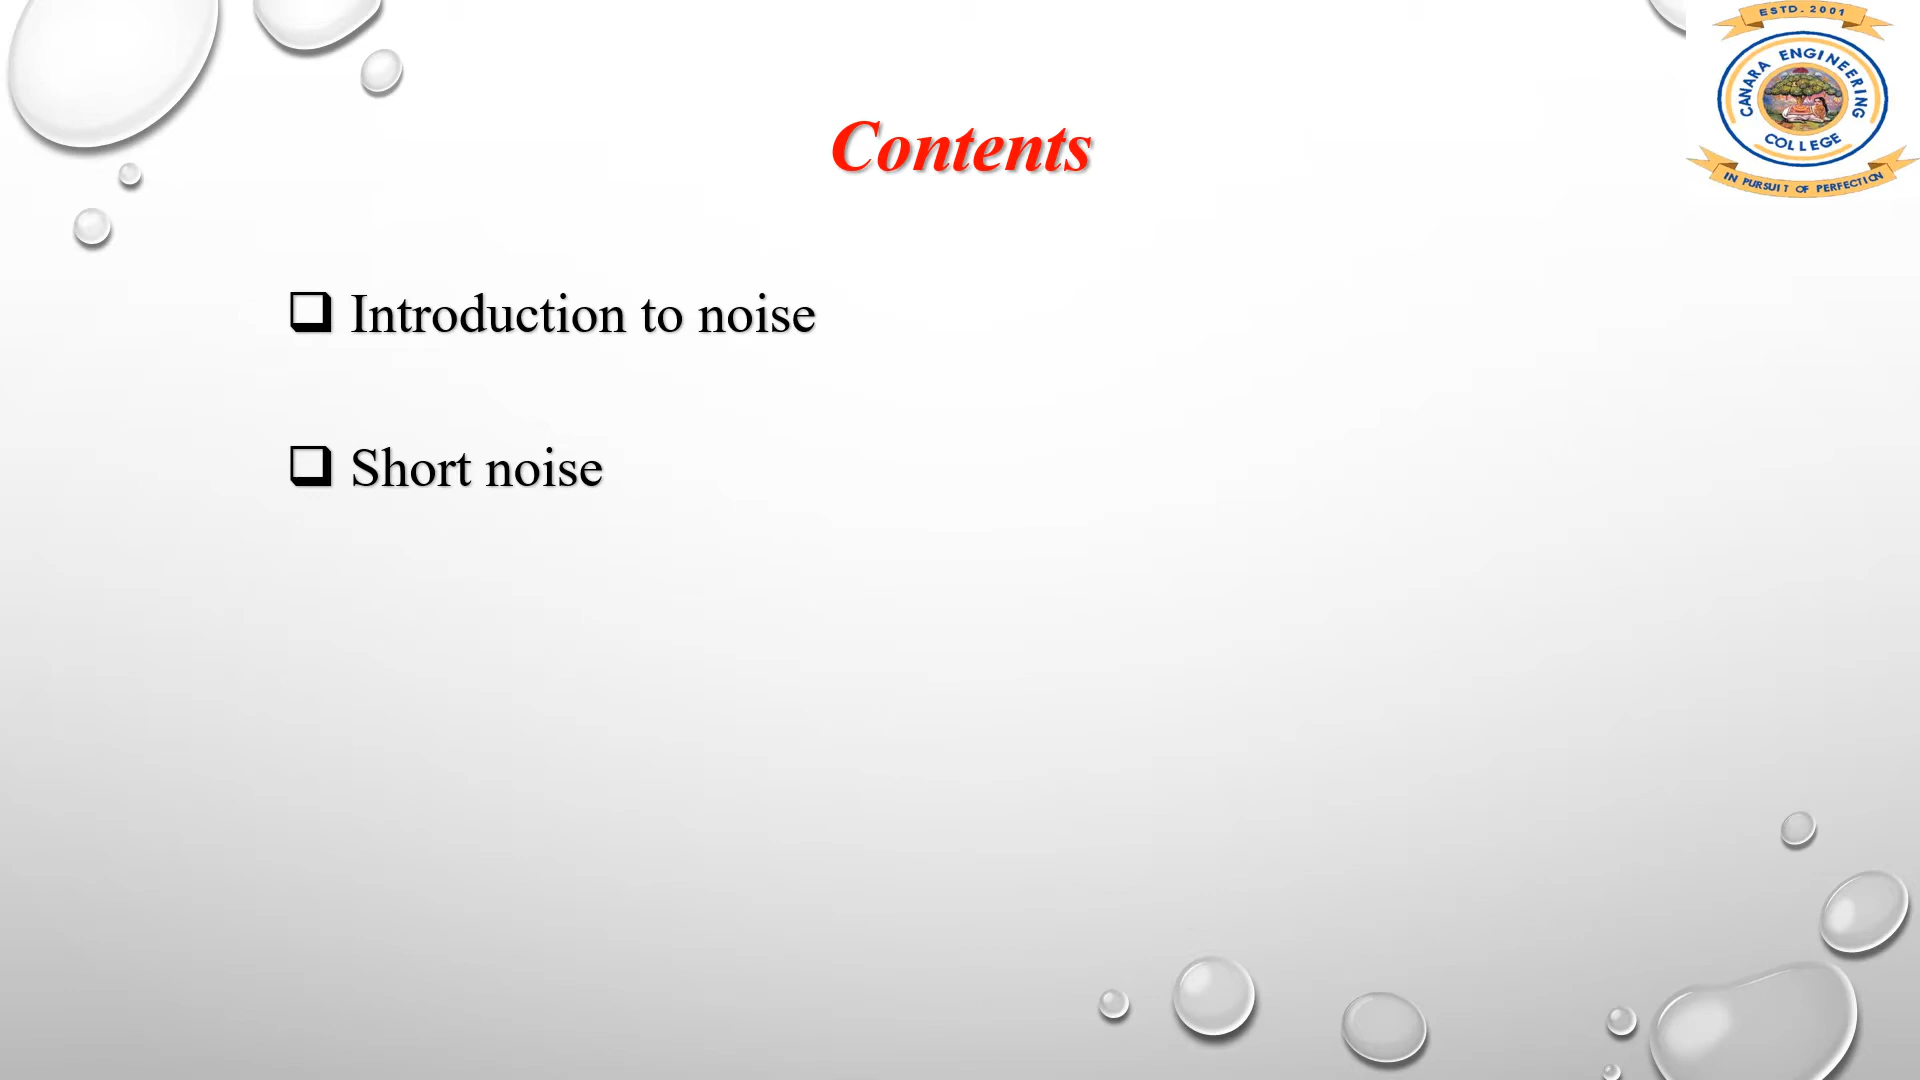 ESTD. 2001
CANARA ENGINEERING
COLLEGE
IN PURSUIT OF PERFECTION
Contents
❑ Introduction to noise
❑ Short noise